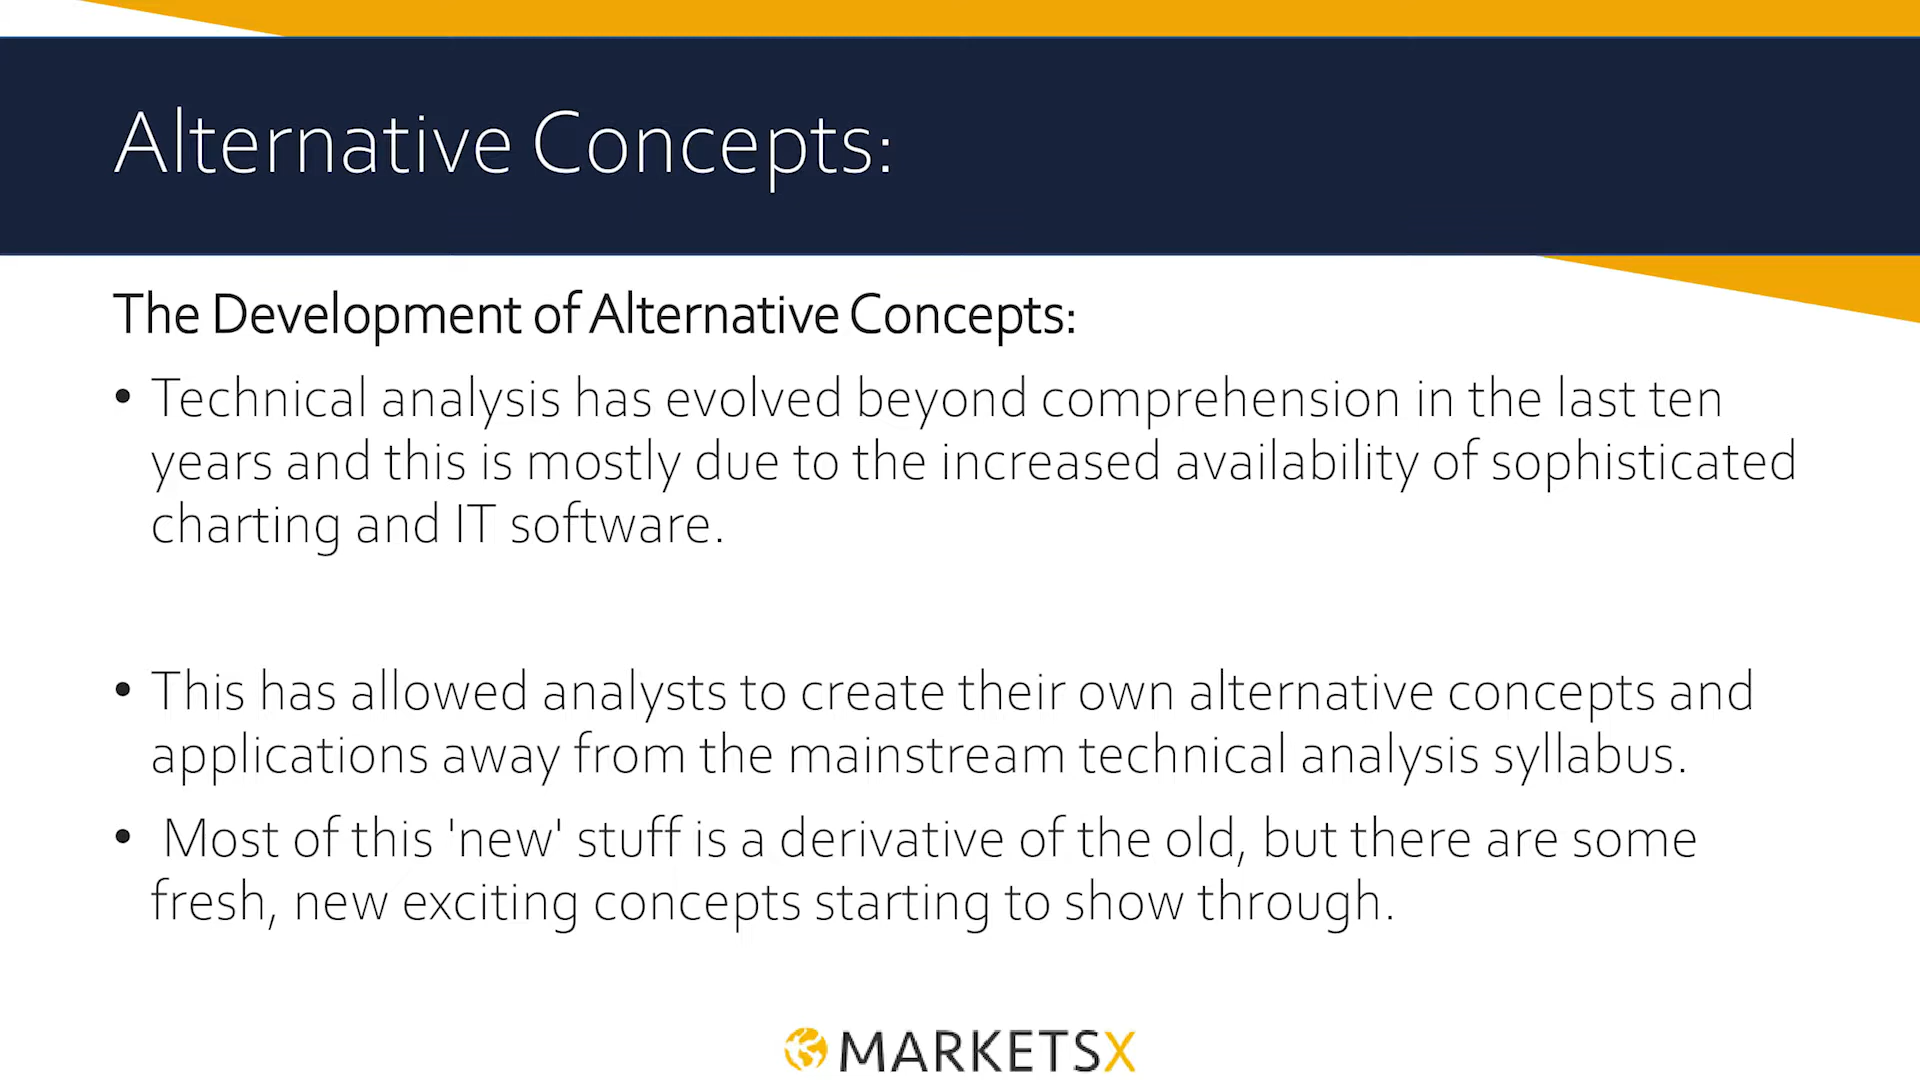 Alternative Concepts:
The Development of Alternative Concepts:
• Technical analysis has evolved beyond comprehension in the last ten
years and this is mostly due to the increased availability of sophisticated
charting and IT software.
• This has allowed analysts to create their own alternative concepts and
applications away from the mainstream technical analysis syllabus.
• Most of this 'new' stuff is a derivative of the old, but there are some
fresh, new exciting concepts starting to show through.
MARKETSX